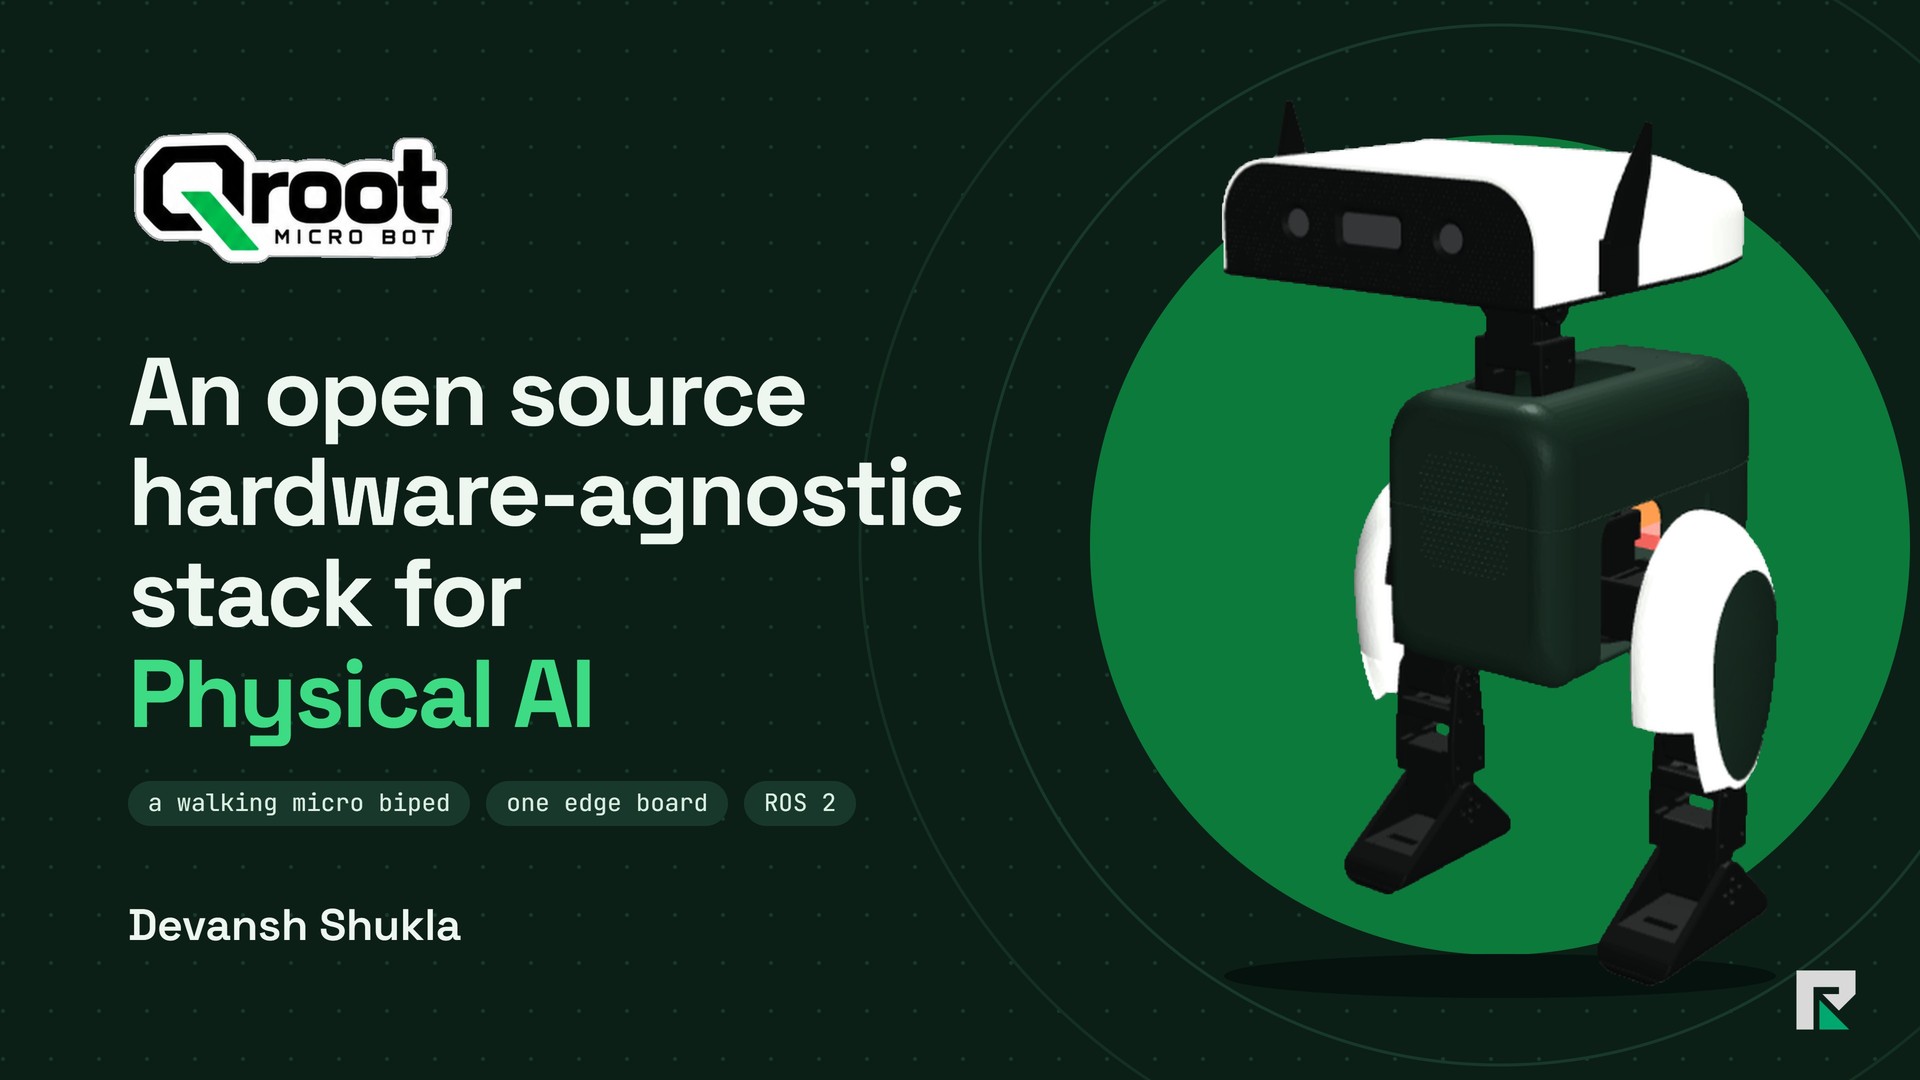 Qroot
MICRO BOT
An open source
hardware-agnostic
stack for
Physical AI
a walking micro biped
one edge board
ROS 2
Devansh Shukla